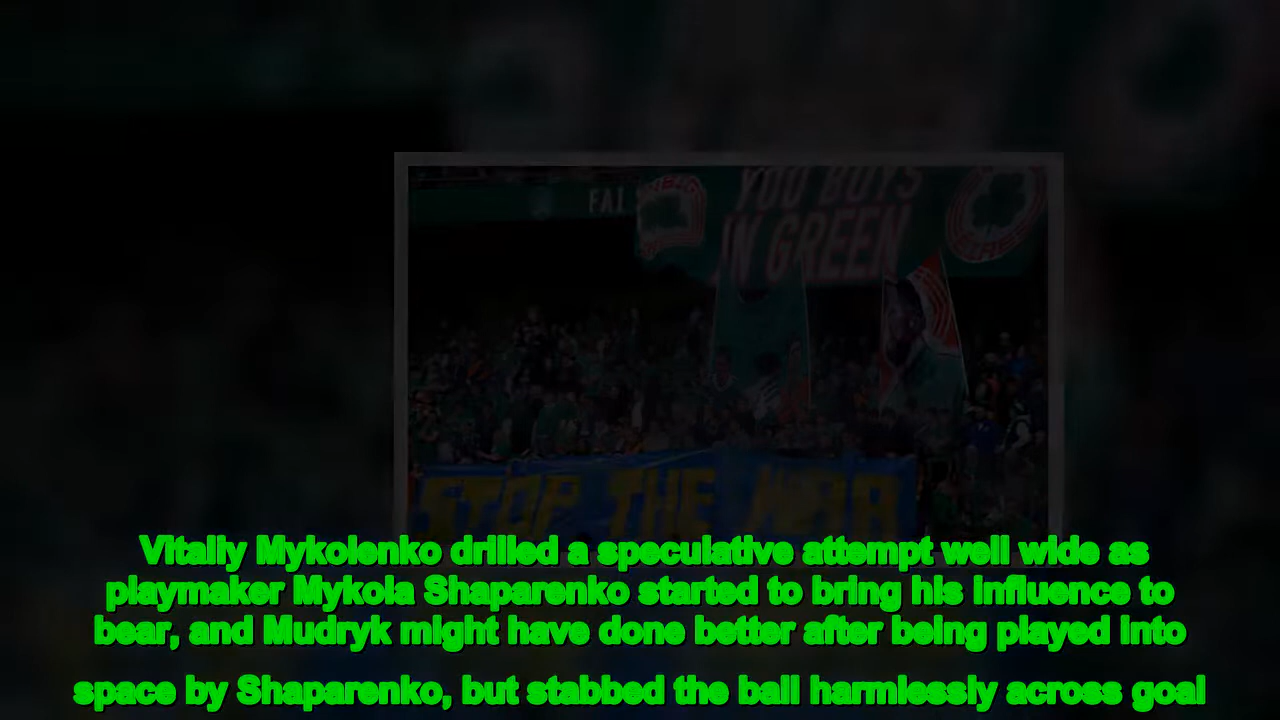 FAI
YOU BOYS
IN GREEN
STOP THE WAR
Vitaliy Mykolenko drilled a speculative attempt well wide as
playmaker Mykola Shaparenko started to bring his influence to
bear, and Mudryk might have done better after being played into
space by Shaparenko, but stabbed the ball harmlessly across goal